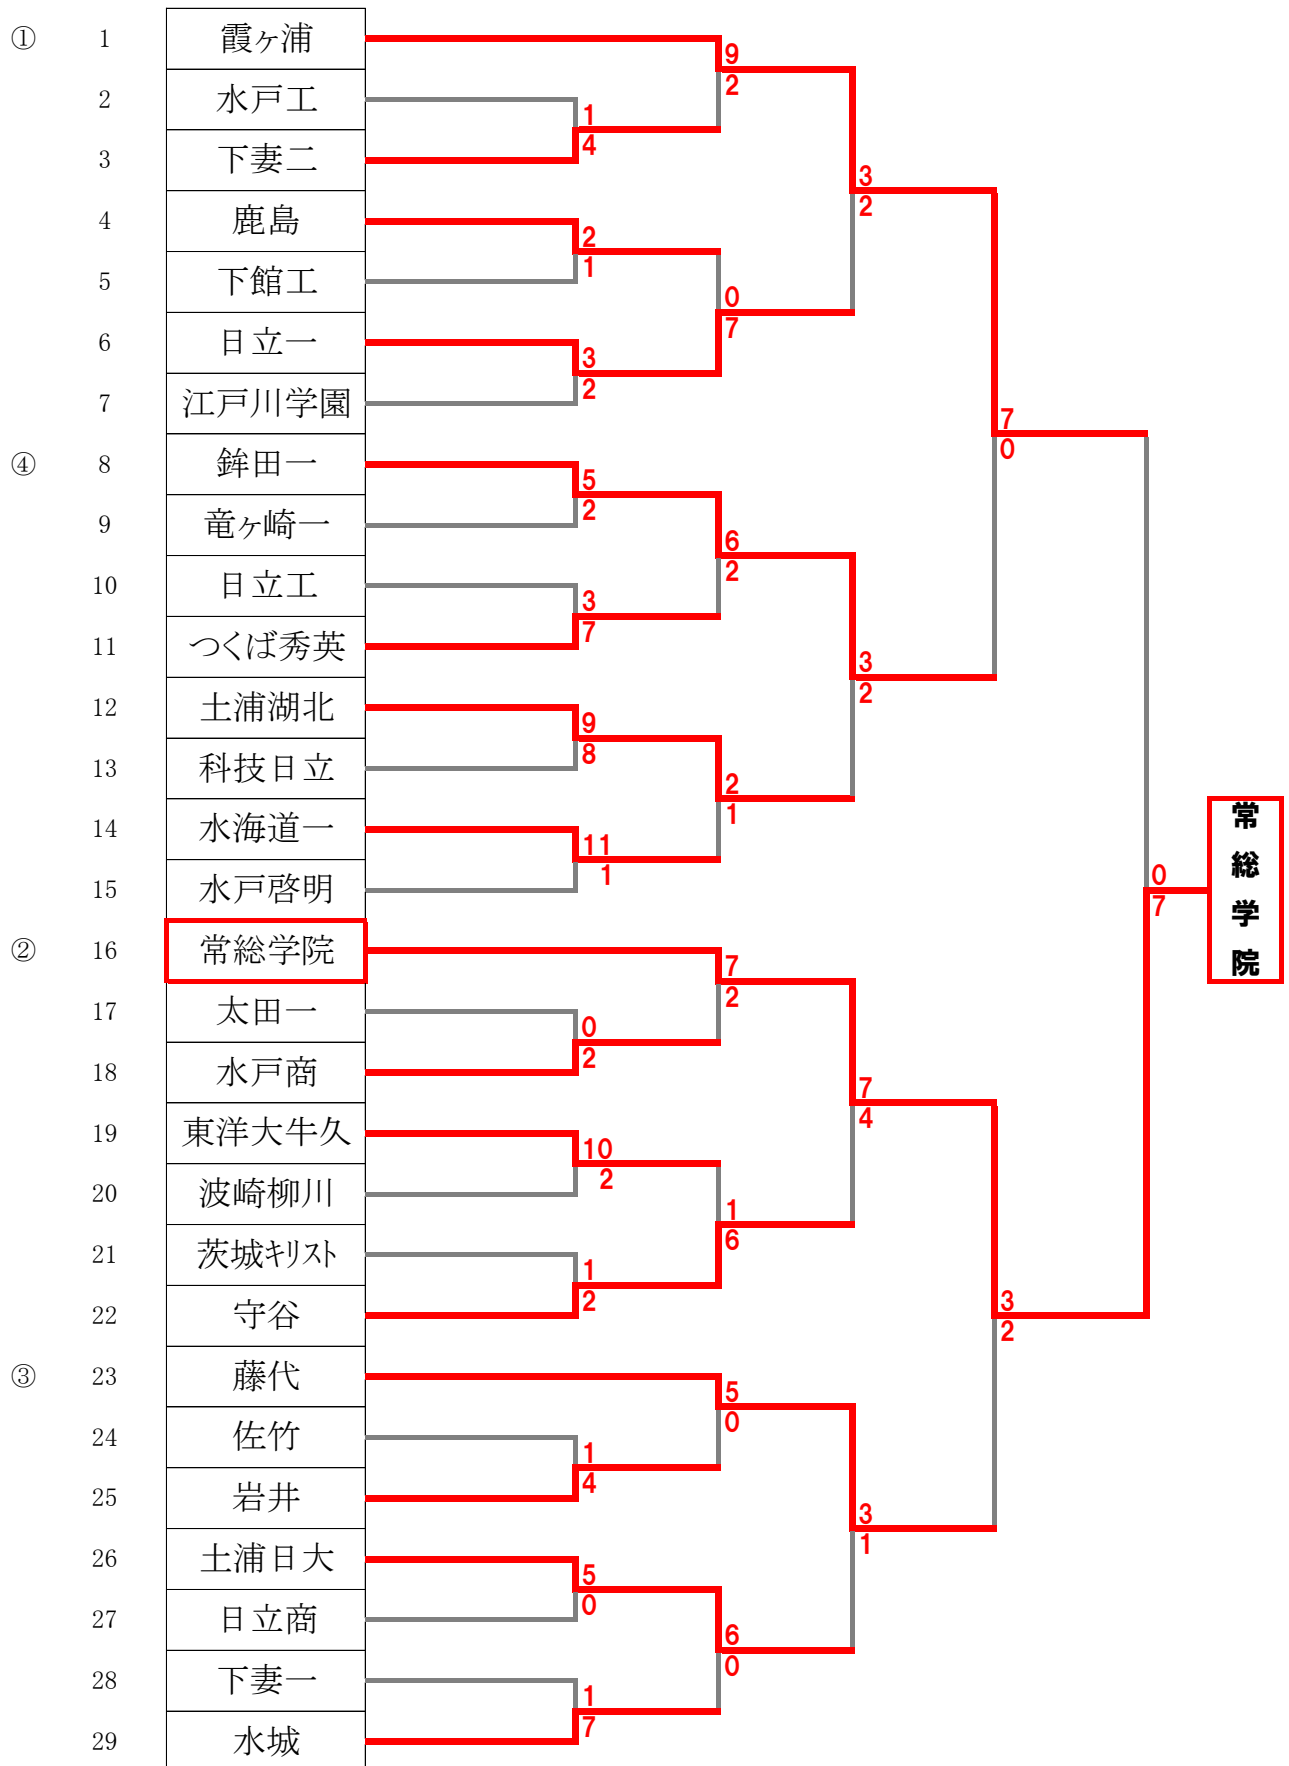 ① 1 霞ヶ浦
9
2
2 水戸工
1
4
3 下妻二
3
2
4 鹿島
2
1
5 下館工
0
7
6 日立一
3
2
7 江戸川学園
7
0
④ 8 鉾田一
5
2
9 竜ヶ崎一
6
2
10 日立工
3
7
11 つくば秀英
3
2
12 土浦湖北
9
8
13 科技日立
2
1
14 水海道一
11
1
15 水戸啓明
0
7
常総学院
② 16 常総学院
7
2
17 太田一
0
2
18 水戸商
7
4
19 東洋大牛久
10
2
20 波崎柳川
1
6
21 茨城キリスト
1
2
22 守谷
3
2
③ 23 藤代
5
0
24 佐竹
1
4
25 岩井
3
1
26 土浦日大
5
0
27 日立商
6
0
28 下妻一
1
7
29 水城